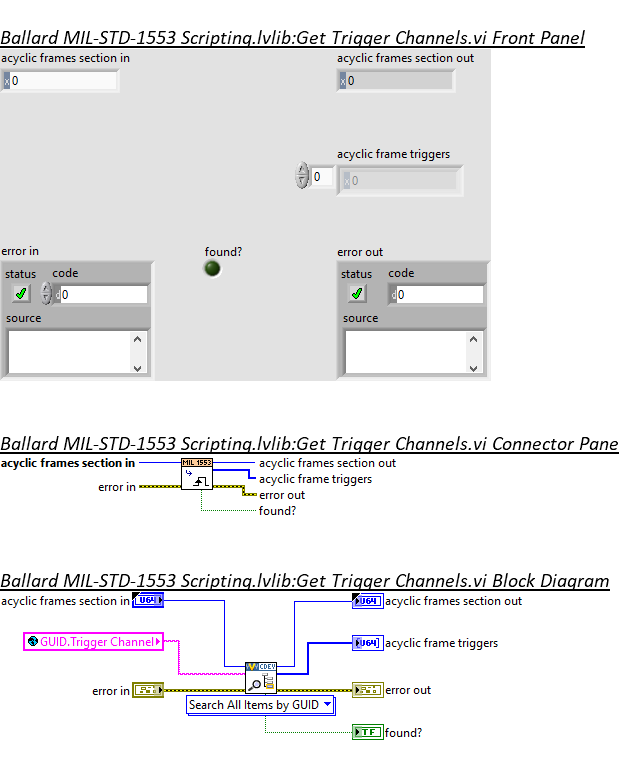 Ballard MIL-STD-1553 Scripting.lvlib:Get Trigger Channels.vi Front Panel
acyclic frames section in
acyclic frames section out
x 0
x 0
acyclic frame triggers
0
x 0
error in
found?
error out
status
code
status
code
d 0
d 0
source
source
Ballard MIL-STD-1553 Scripting.lvlib:Get Trigger Channels.vi Connector Pane
acyclic frames section in
MIL 1553
acyclic frames section out
acyclic frame triggers
error in
error out
found?
Ballard MIL-STD-1553 Scripting.lvlib:Get Trigger Channels.vi Block Diagram
acyclic frames section in
U64
U64
acyclic frames section out
GUID.Trigger Channel
U64
acyclic frame triggers
CDEV
error in
error out
Search All Items by GUID
TF
found?